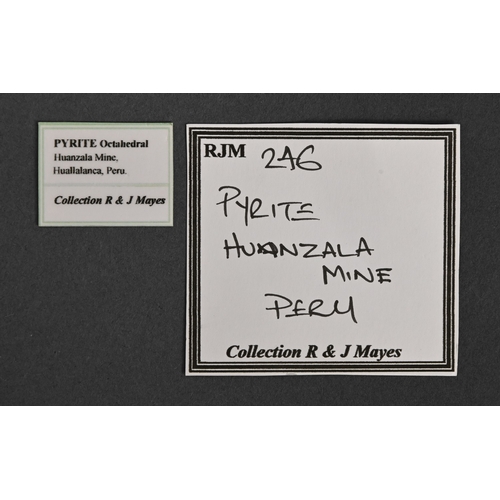 PYRITE Octahedral
Huanzala Mine,
Huallalanca, Peru.
Collection R & J Mayes
RJM 246
PYRITE
HUANZALA
MINE
PERU
Collection R & J Mayes